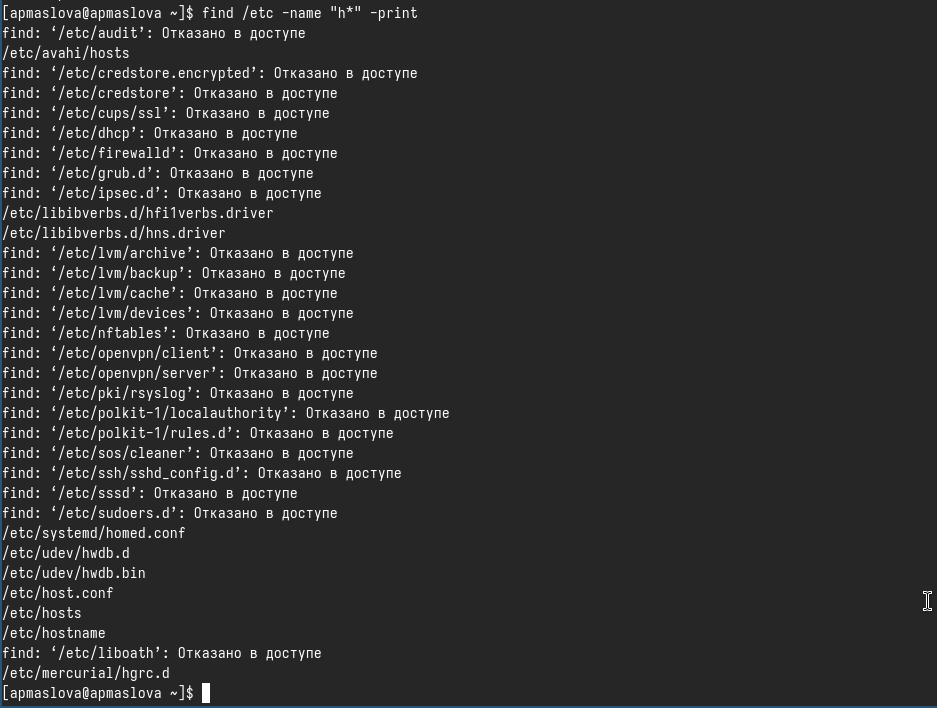 [apmaslova@apmaslova ~]$ find /etc -name "h*" -print
find: ‘/etc/audit’: Отказано в доступе
/etc/avahi/hosts
find: ‘/etc/credstore.encrypted’: Отказано в доступе
find: ‘/etc/credstore’: Отказано в доступе
find: ‘/etc/cups/ssl’: Отказано в доступе
find: ‘/etc/dhcp’: Отказано в доступе
find: ‘/etc/firewalld’: Отказано в доступе
find: ‘/etc/grub.d’: Отказано в доступе
find: ‘/etc/ipsec.d’: Отказано в доступе
/etc/libibverbs.d/hfi1verbs.driver
/etc/libibverbs.d/hns.driver
find: ‘/etc/lvm/archive’: Отказано в доступе
find: ‘/etc/lvm/backup’: Отказано в доступе
find: ‘/etc/lvm/cache’: Отказано в доступе
find: ‘/etc/lvm/devices’: Отказано в доступе
find: ‘/etc/nftables’: Отказано в доступе
find: ‘/etc/openvpn/client’: Отказано в доступе
find: ‘/etc/openvpn/server’: Отказано в доступе
find: ‘/etc/pki/rsyslog’: Отказано в доступе
find: ‘/etc/polkit-1/localauthority’: Отказано в доступе
find: ‘/etc/polkit-1/rules.d’: Отказано в доступе
find: ‘/etc/sos/cleaner’: Отказано в доступе
find: ‘/etc/ssh/sshd_config.d’: Отказано в доступе
find: ‘/etc/sssd’: Отказано в доступе
find: ‘/etc/sudoers.d’: Отказано в доступе
/etc/systemd/homed.conf
/etc/udev/hwdb.d
/etc/udev/hwdb.bin
/etc/host.conf
/etc/hosts
/etc/hostname
find: ‘/etc/liboath’: Отказано в доступе
/etc/mercurial/hgrc.d
[apmaslova@apmaslova ~]$